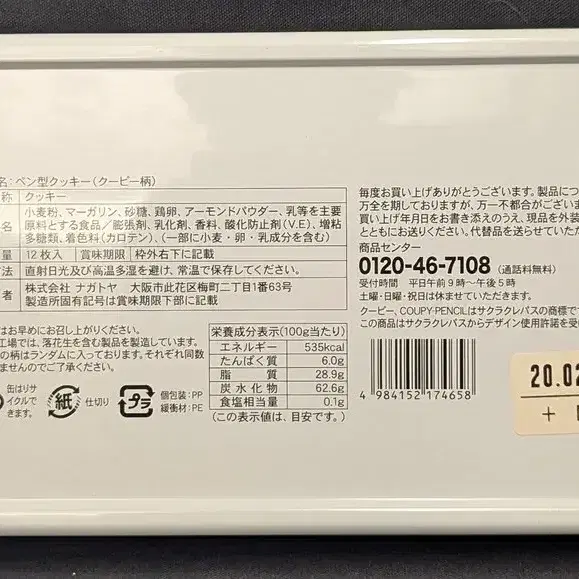 名:ペン型クッキー(クーピー柄)
称 クッキー
小麦粉、マーガリン、砂糖、鶏卵、アーモンドパウダー、乳等を主要
名 原料とする食品/膨張剤、乳化剤、香料、酸化防止剤(V.E)、増粘
多糖類、着色料(カロテン)、(一部に小麦・卵・乳成分を含む)
量 12枚入 賞味期限 枠外右下に記載
方法 直射日光及び高温多湿を避け、常温で保存してください。
者 株式会社 ナガトヤ 大阪市此花区梅町二丁目1番63号
製造所固有記号は賞味期限下部に記載
はお早めにお召し上がりください。
工場では、落花生を含む製品を製造しています。
の柄はランダムに入っております。それぞれ同じ
缶はリサイクルできます。
紙 仕切り
プラ
個包装:PP
緩衝材:PE
栄養成分表示(100g当たり)
エネルギー 535kcal
たんぱく質 6.0g
脂質 28.9g
炭水化物 62.6g
食塩相当量 0.1g
(この表示値は、目安です。)
毎度お買い上げありがとうございます。製品につ
万全を期しておりますが、万一不都合がございま
買い上げ年月日をお書き添えのうえ、現品を外装
とともにお送りください。代替品を送らせていた
商品センター
0120-46-7108 (通話料無料)
受付時間 平日午前9時〜午後5時
土曜・日曜・祝日は休ませていただきます。
クーピー、COUPY-PENCILはサクラクレパスの商標で
この商品はサクラクレパスからデザイン使用許諾を受
4 984152 174658
20.02
+